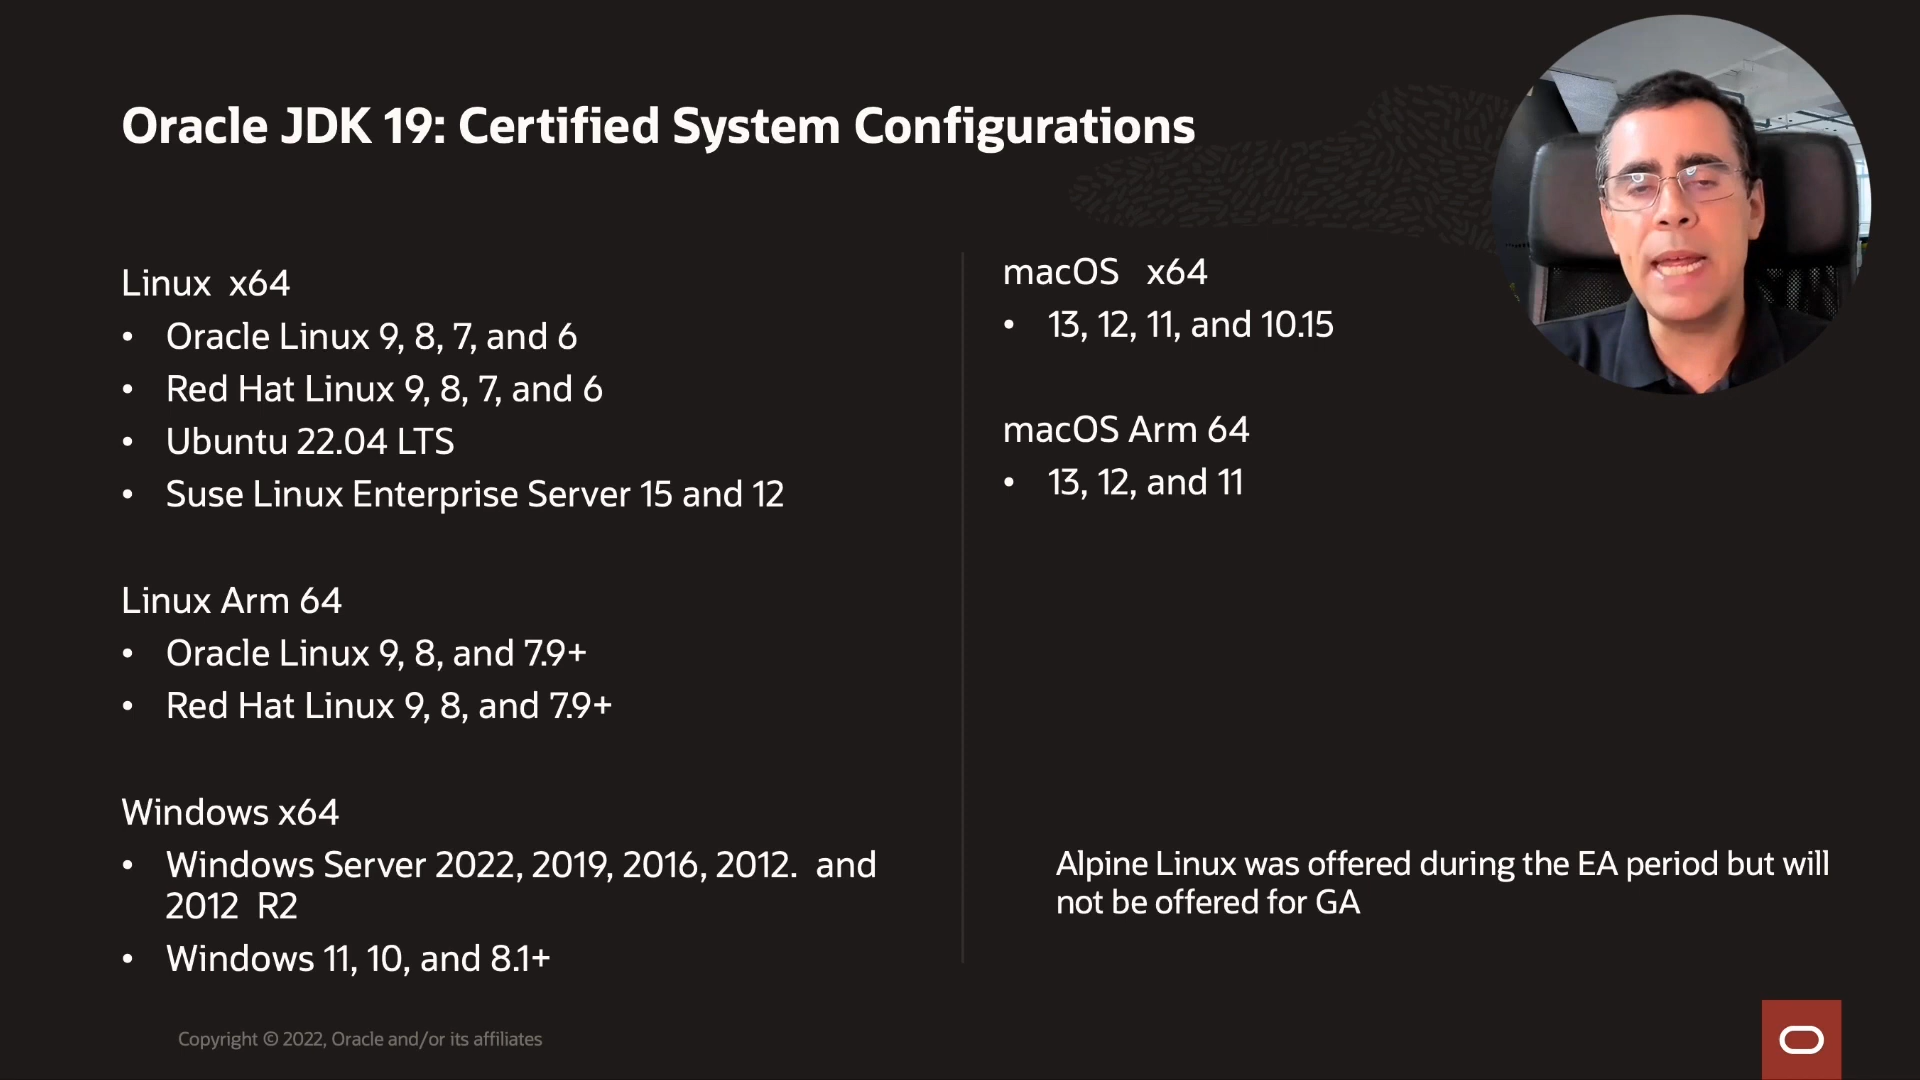 Oracle JDK 19: Certified System Configurations
Linux  x64
• Oracle Linux 9, 8, 7, and 6
• Red Hat Linux 9, 8, 7, and 6
• Ubuntu 22.04 LTS
• Suse Linux Enterprise Server 15 and 12
Linux Arm 64
• Oracle Linux 9, 8, and 7.9+
• Red Hat Linux 9, 8, and 7.9+
Windows x64
• Windows Server 2022, 2019, 2016, 2012.  and
2012  R2
• Windows 11, 10, and 8.1+
macOS   x64
• 13, 12, 11, and 10.15
macOS Arm 64
• 13, 12, and 11
Alpine Linux was offered during the EA period but will
not be offered for GA
Copyright © 2022, Oracle and/or its affiliates